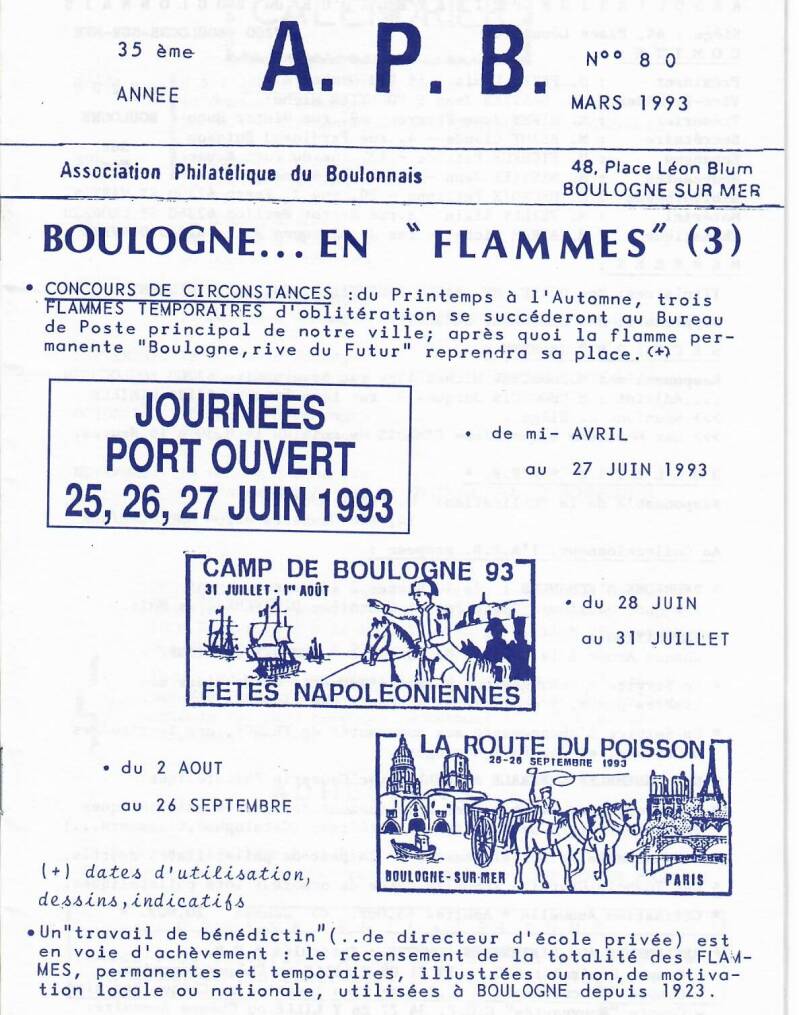 35 ème
ANNEE
A. P. B.
N°° 80
MARS 1993
Association Philatélique du Boulonnais
48, Place Léon Blum
BOULOGNE SUR MER
BOULOGNE... EN “FLAMMES” (3)
• CONCOURS DE CIRCONSTANCES :du Printemps à l'Automne, trois
FLAMMES TEMPORAIRES d'oblitération se succéderont au Bureau
de Poste principal de notre ville; après quoi la flamme per-
manente "Boulogne,rive du Futur" reprendra sa place.(+)
JOURNEES
PORT OUVERT
25, 26, 27 JUIN 1993
• de mi- AVRIL
au 27 JUIN 1993
CAMP DE BOULOGNE 93
31 JUILLET - 1er AOÛT
FETES NAPOLEONIENNES
• du 28 JUIN
au 31 JUILLET
LA ROUTE DU POISSON
25-26 SEPTEMBRE 1993
BOULOGNE-SUR-MER
PARIS
• du 2 AOUT
au 26 SEPTEMBRE
(+) dates d'utilisation,
dessins,indicatifs
•Un"travail de bénédictin"(..de directeur d'école privée) est
en voie d'achèvement : le recensement de la totalité des FLAM-
MES, permanentes et temporaires, illustrées ou non,de motiva-
tion locale ou nationale, utilisées à BOULOGNE depuis 1923.